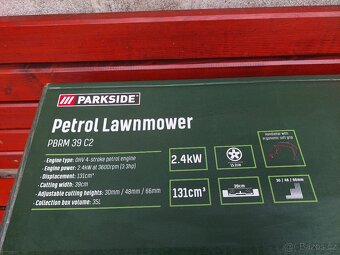 PARKSIDE
Petrol Lawnmower
PBRM 39 C2
• Engine type: OHV 4-stroke petrol engine
• Engine power: 2.4kW at 3600rpm (3.3hp)
• Displacement: 131cm³
• Cutting width: 39cm
• Adjustable cutting heights: 30mm / 48mm / 66mm
• Collection box volume: 35L
2.4kW
131cm³
39cm
handlebar with
ergonomic soft grip
30 / 48 / 66mm